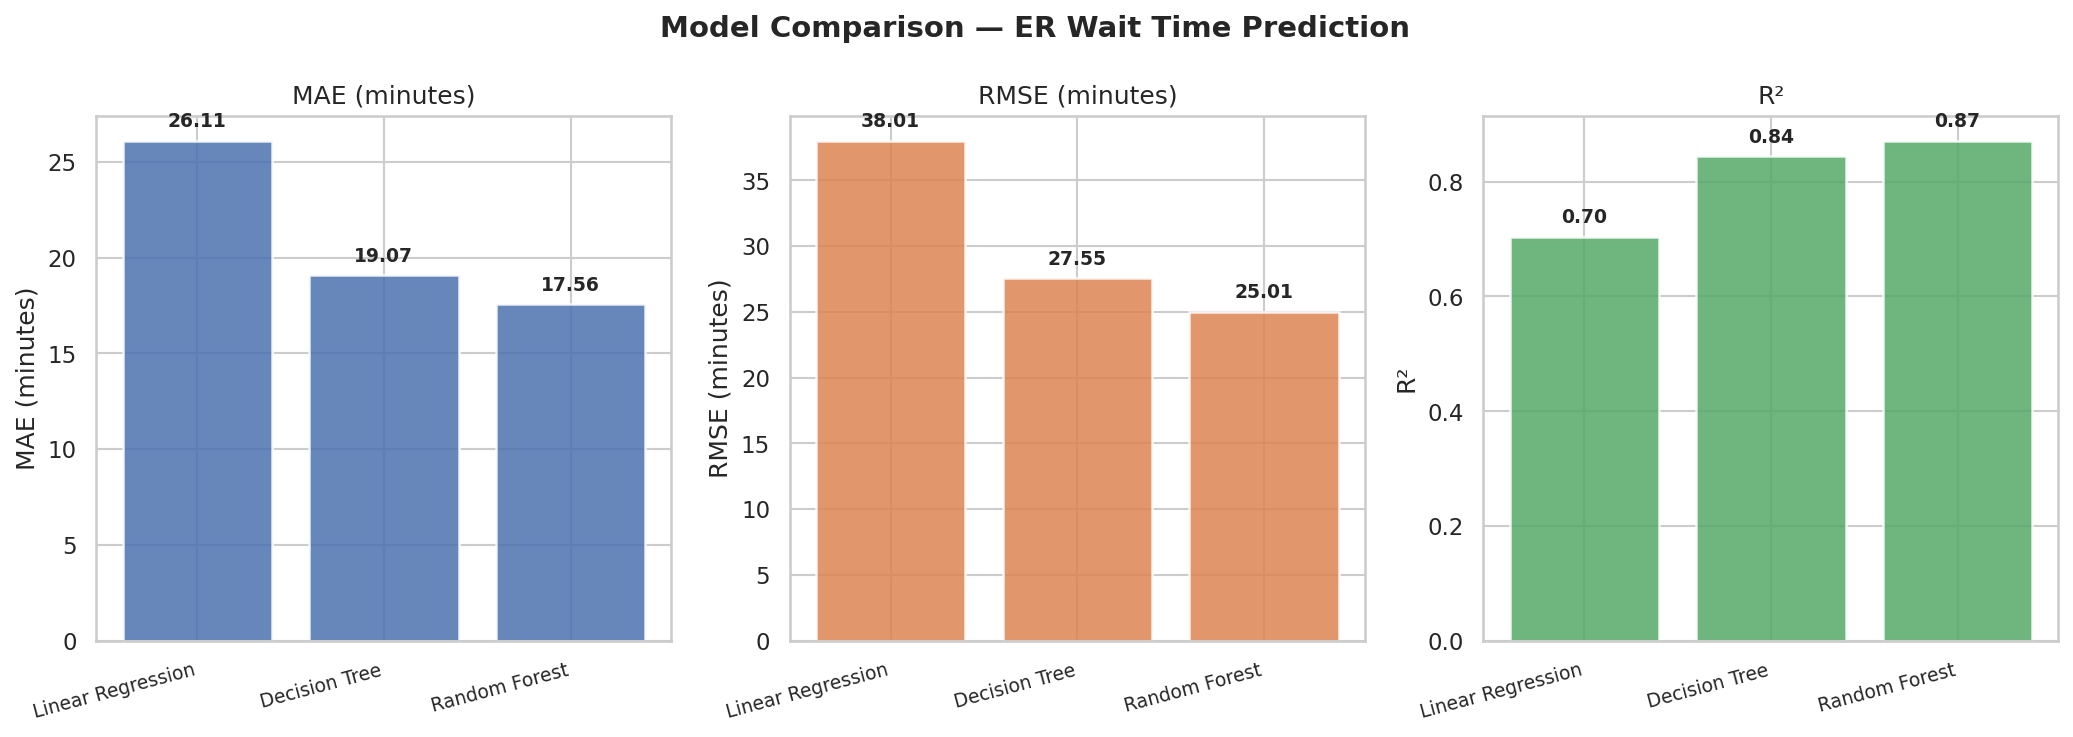 Model Comparison — ER Wait Time Prediction
MAE (minutes)
MAE (minutes)
25
20
15
10
5
0
26.11
19.07
17.56
Linear Regression
Decision Tree
Random Forest
RMSE (minutes)
RMSE (minutes)
35
30
25
20
15
10
5
0
38.01
27.55
25.01
Linear Regression
Decision Tree
Random Forest
R²
R²
0.8
0.6
0.4
0.2
0.0
0.70
0.84
0.87
Linear Regression
Decision Tree
Random Forest